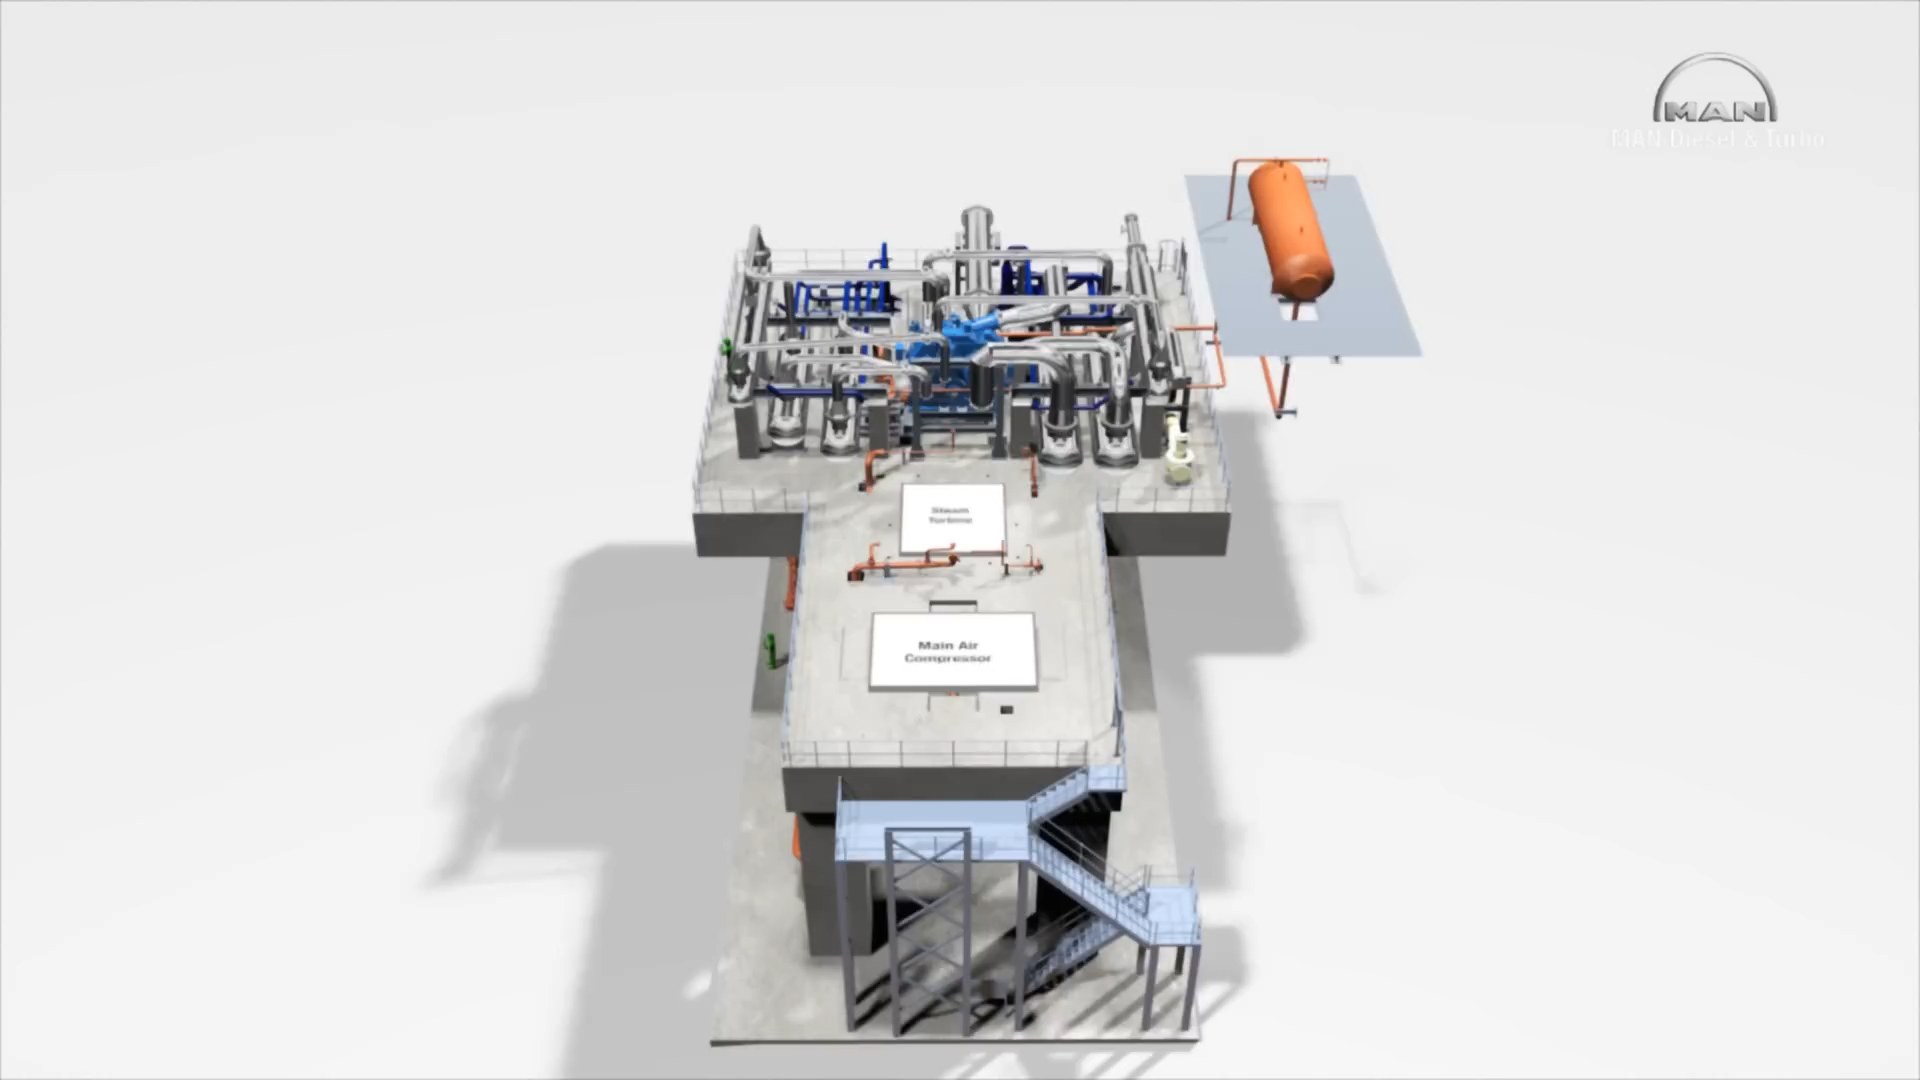 MAN
MAN Diesel & Turbo
Steam
Turbine
Main Air
Compressor